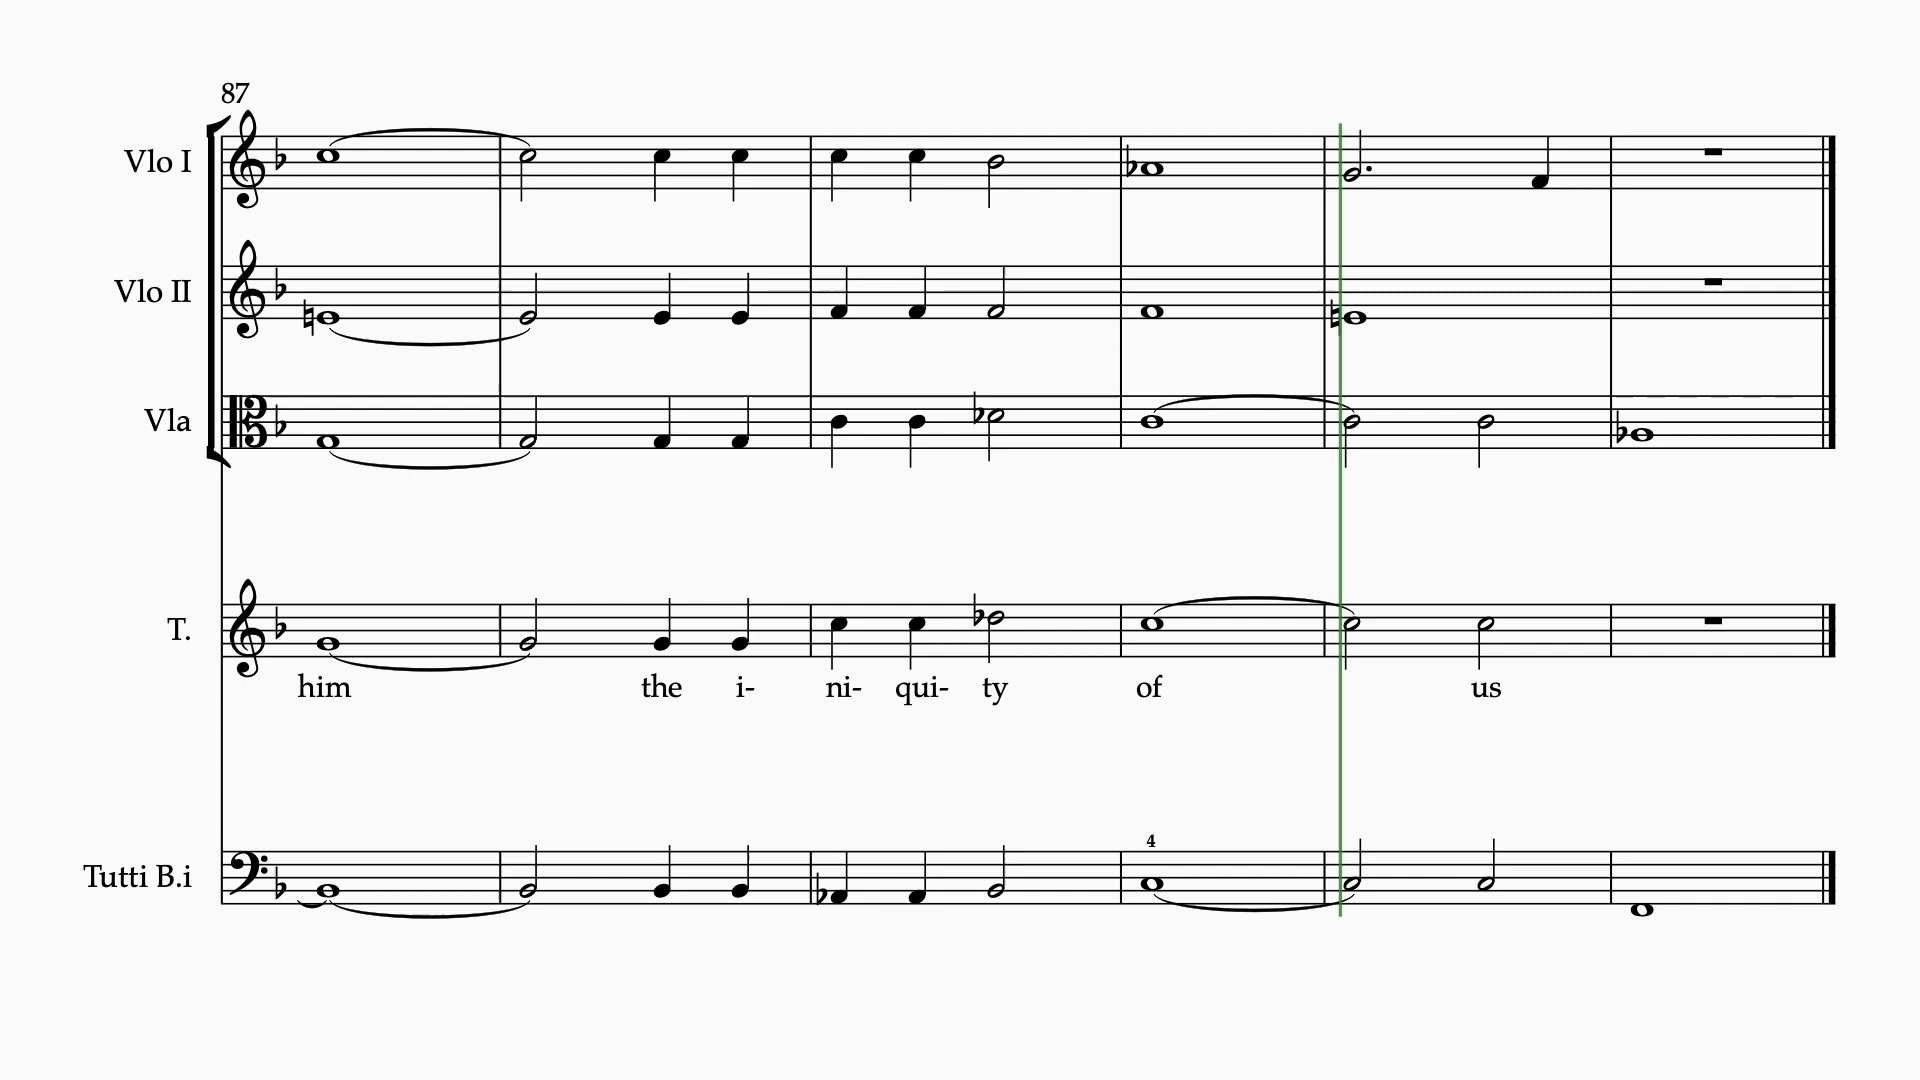 87
Vlo I
Vlo II
Vla
T.
him the i- ni- qui- ty of us
4
Tutti B.i